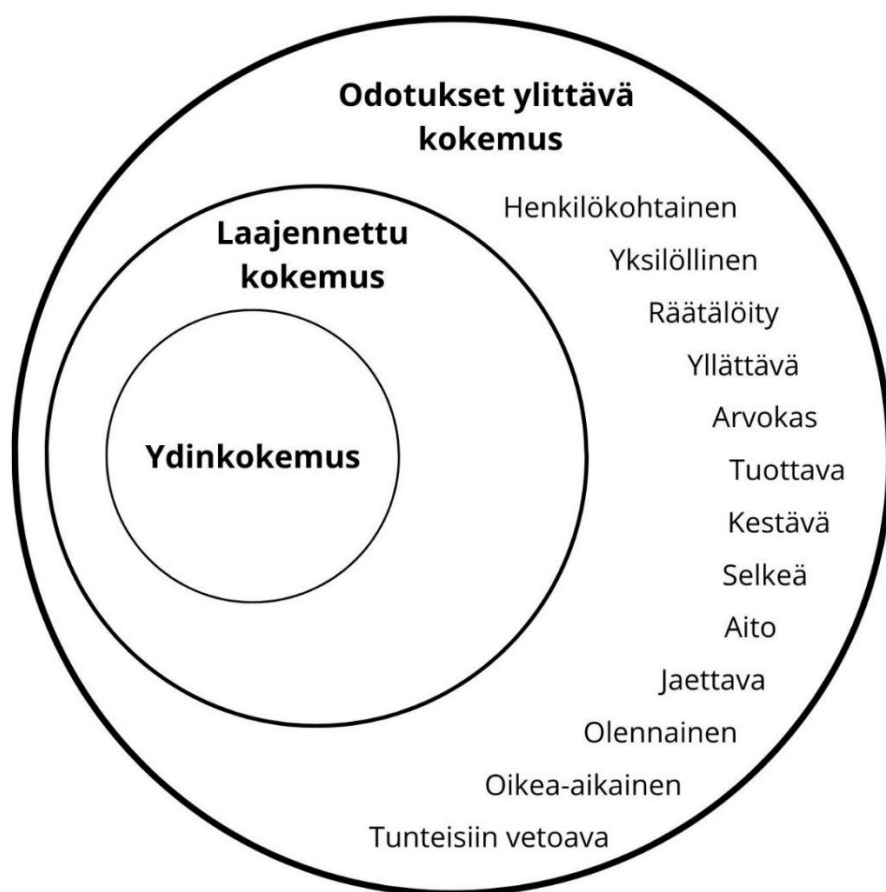 Odotukset ylittävä
kokemus
Henkilökohtainen
Laajennettu
kokemus
Yksilöllinen
Räätälöity
Yllättävä
Arvokas
Ydinkokemus
Tuottava
Kestävä
Selkeä
Aito
Jaettava
Olennainen
Oikea-aikainen
Tunteisiin vetoava